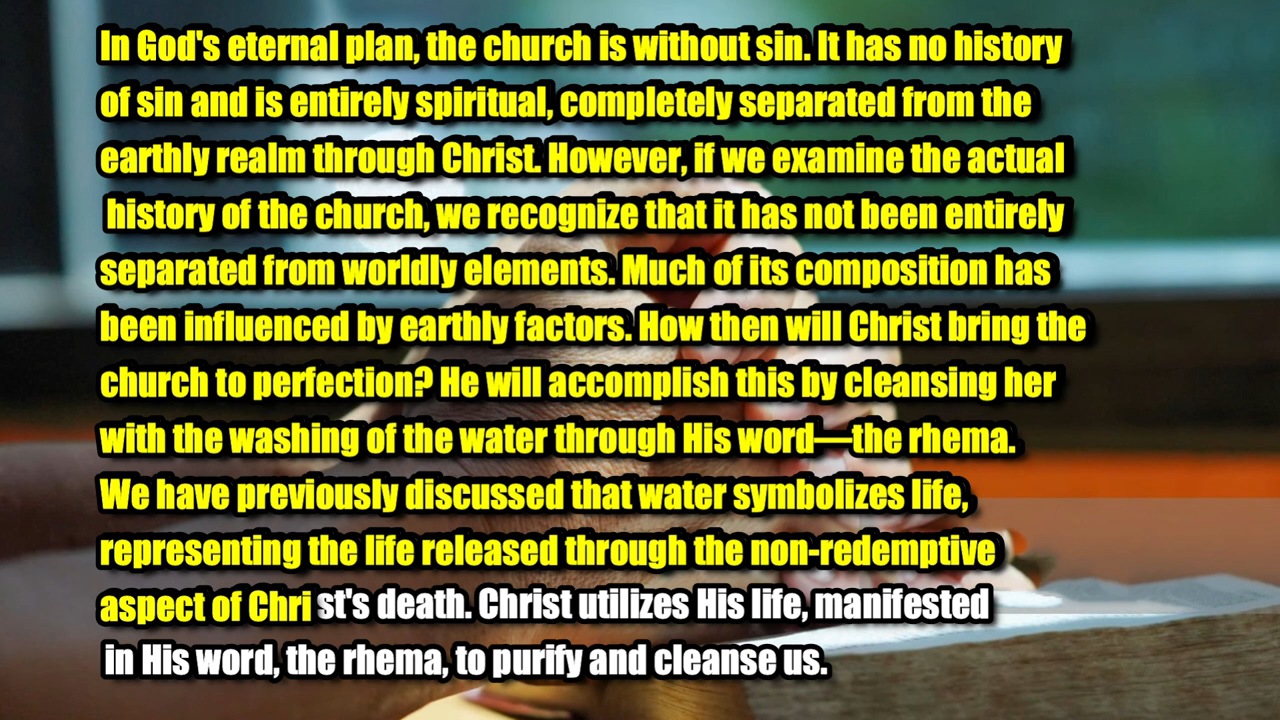 In God's eternal plan, the church is without sin. It has no history
of sin and is entirely spiritual, completely separated from the
earthly realm through Christ. However, if we examine the actual
history of the church, we recognize that it has not been entirely
separated from worldly elements. Much of its composition has
been influenced by earthly factors. How then will Christ bring the
church to perfection? He will accomplish this by cleansing her
with the washing of the water through His word—the rhema.
We have previously discussed that water symbolizes life,
representing the life released through the non-redemptive
aspect of Christ's death. Christ utilizes His life, manifested
in His word, the rhema, to purify and cleanse us.